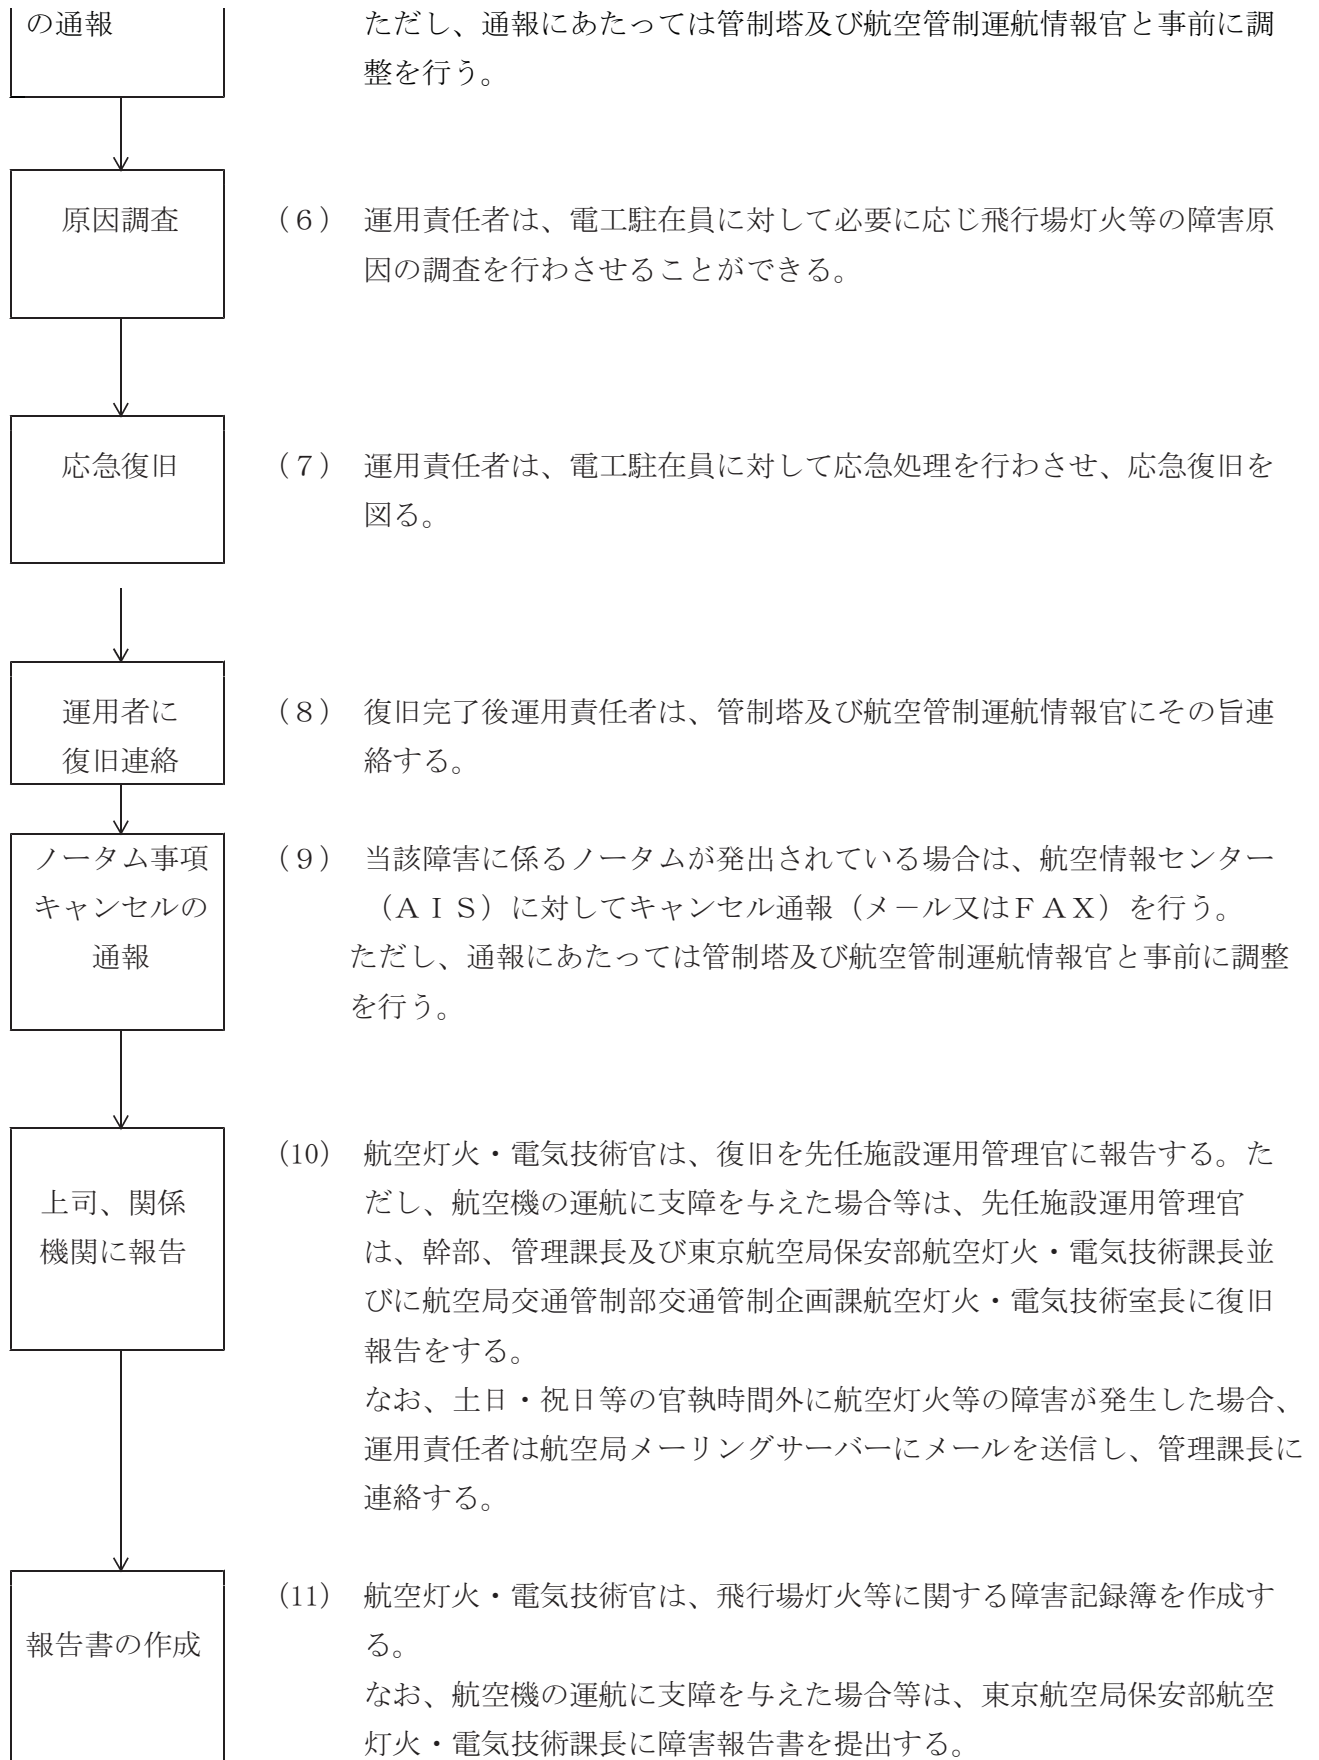 の通報
ただし、通報にあたっては管制塔及び航空管制運航情報官と事前に調
整を行う。
原因調査
（６） 運用責任者は、電工駐在員に対して必要に応じ飛行場灯火等の障害原
因の調査を行わさせることができる。
応急復旧
（７） 運用責任者は、電工駐在員に対して応急処理を行わさせ、応急復旧を
図る。
運用者に
復旧連絡
（８） 復旧完了後運用責任者は、管制塔及び航空管制運航情報官にその旨連
絡する。
ノータム事項
キャンセルの
通報
（９） 当該障害に係るノータムが発出されている場合は、航空情報センター
（ＡＩＳ）に対してキャンセル通報（メール又はＦＡＸ）を行う。
ただし、通報にあたっては管制塔及び航空管制運航情報官と事前に調整
を行う。
上司、関係
機関に報告
（10） 航空灯火・電気技術官は、復旧を先任施設運用管理官に報告する。た
だし、航空機の運航に支障を与えた場合等は、先任施設運用管理官
は、幹部、管理課長及び東京航空局保安部航空灯火・電気技術課長並
びに航空局交通管制部交通管制企画課航空灯火・電気技術室長に復旧
報告をする。
なお、土日・祝日等の官執時間外に航空灯火等の障害が発生した場合、
運用責任者は航空局メーリングサーバーにメールを送信し、管理課長に
連絡する。
報告書の作成
（11） 航空灯火・電気技術官は、飛行場灯火等に関する障害記録簿を作成す
る。
なお、航空機の運航に支障を与えた場合等は、東京航空局保安部航空
灯火・電気技術課長に障害報告書を提出する。